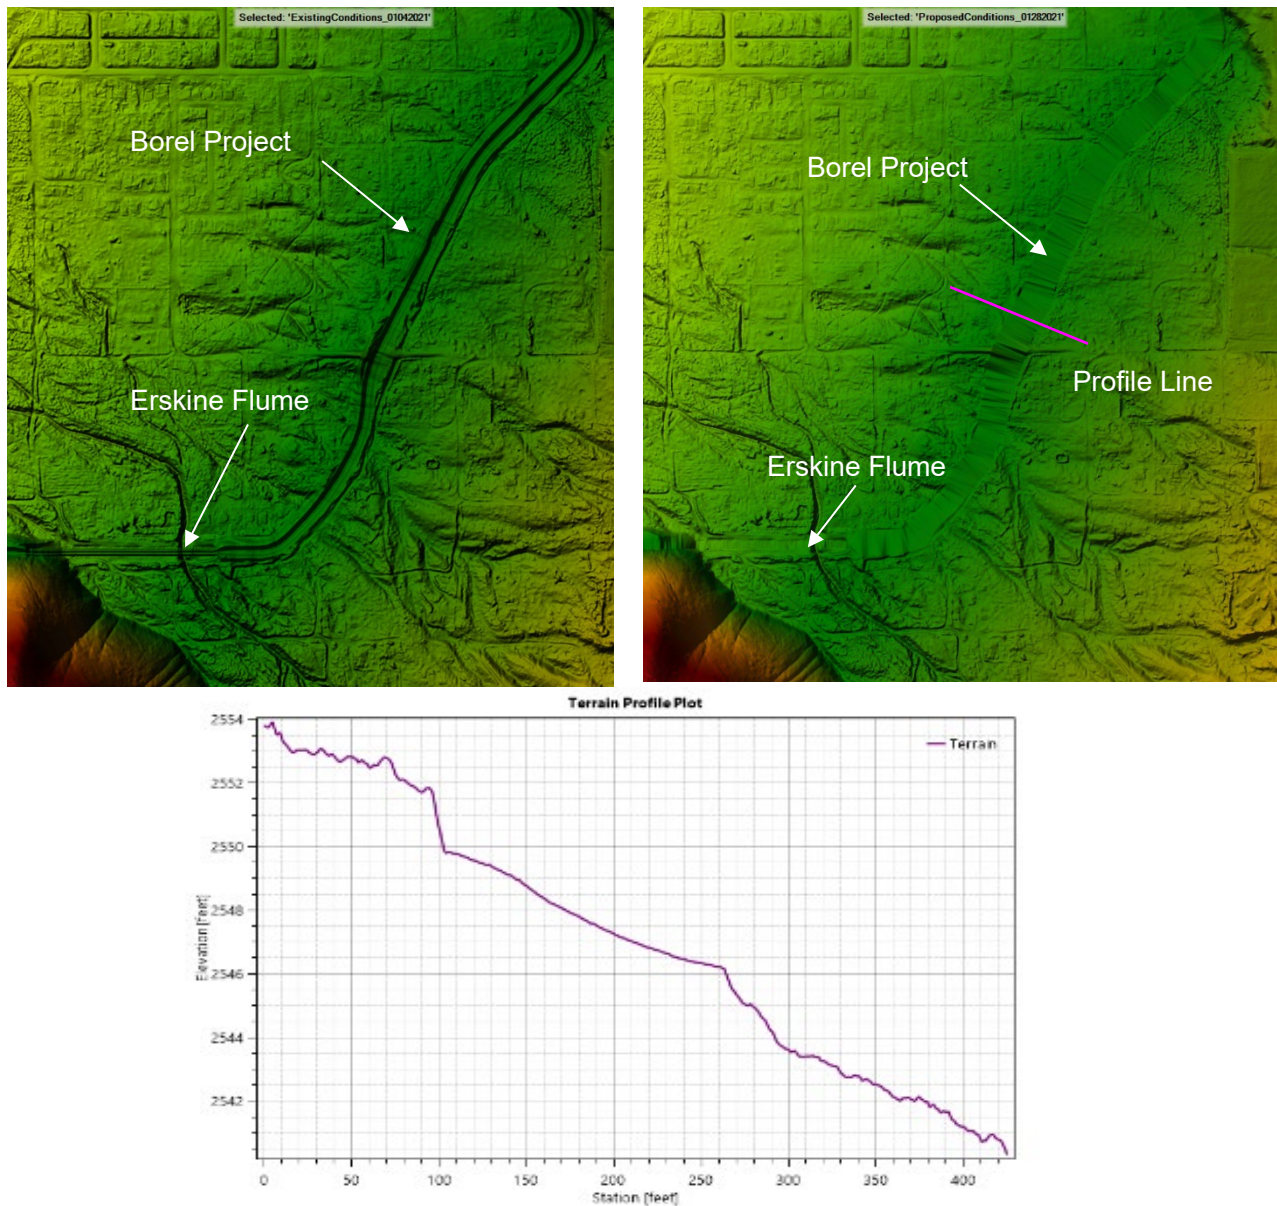 Selected: 'ExistingConditions_01042021'
Selected: 'ProposedConditions_01282021'
Borel Project
Borel Project
Erskine Flume
Profile Line
Erskine Flume
Terrain Profile Plot
Terrain
2554
2552
2550
2548
2546
2544
2542
Elevation [feet]
0 50 100 150 200 250 300 350 400
Station [feet]